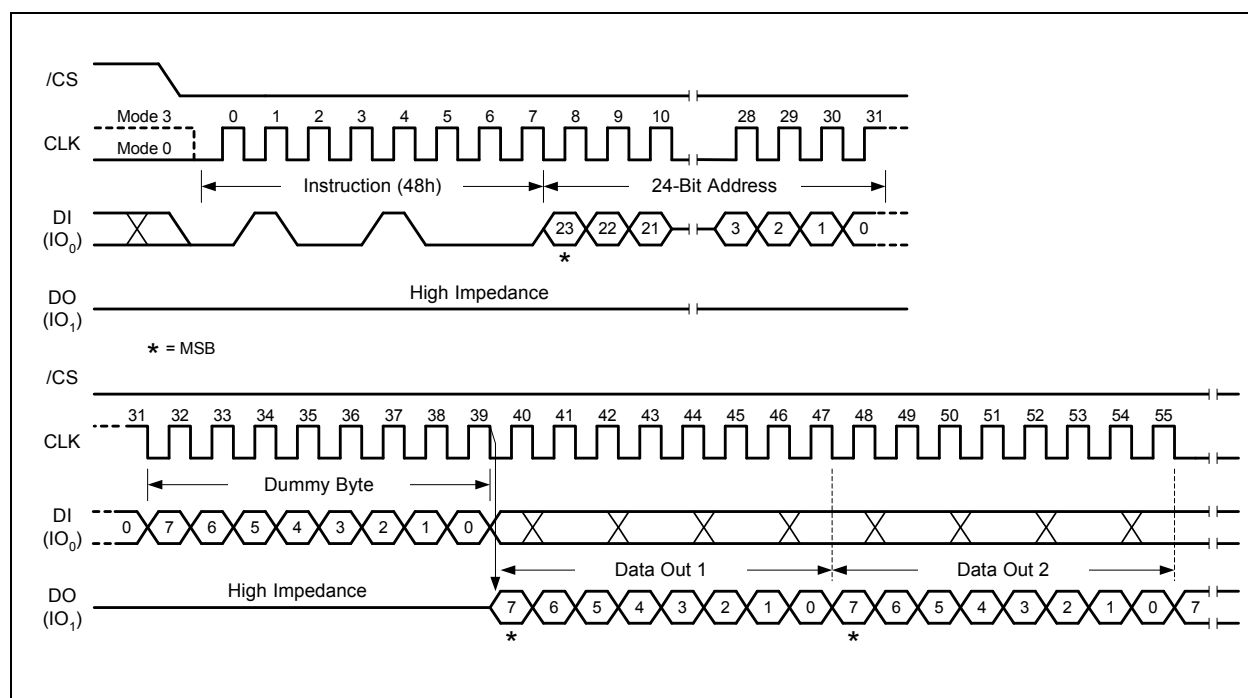 /CS
Mode 3 0 1 2 3 4 5 6 7 8 9 10 28 29 30 31
CLK
Mode 0
Instruction (48h) 24-Bit Address
DI
(IO0)
23 22 21 3 2 1 0
*
High Impedance
DO
(IO1)
* = MSB
/CS
31 32 33 34 35 36 37 38 39 40 41 42 43 44 45 46 47 48 49 50 51 52 53 54 55
CLK
Dummy Byte
DI
(IO0)
0 7 6 5 4 3 2 1 0
Data Out 1 Data Out 2
High Impedance
DO
(IO1)
7 6 5 4 3 2 1 0 7 6 5 4 3 2 1 0 7
* *